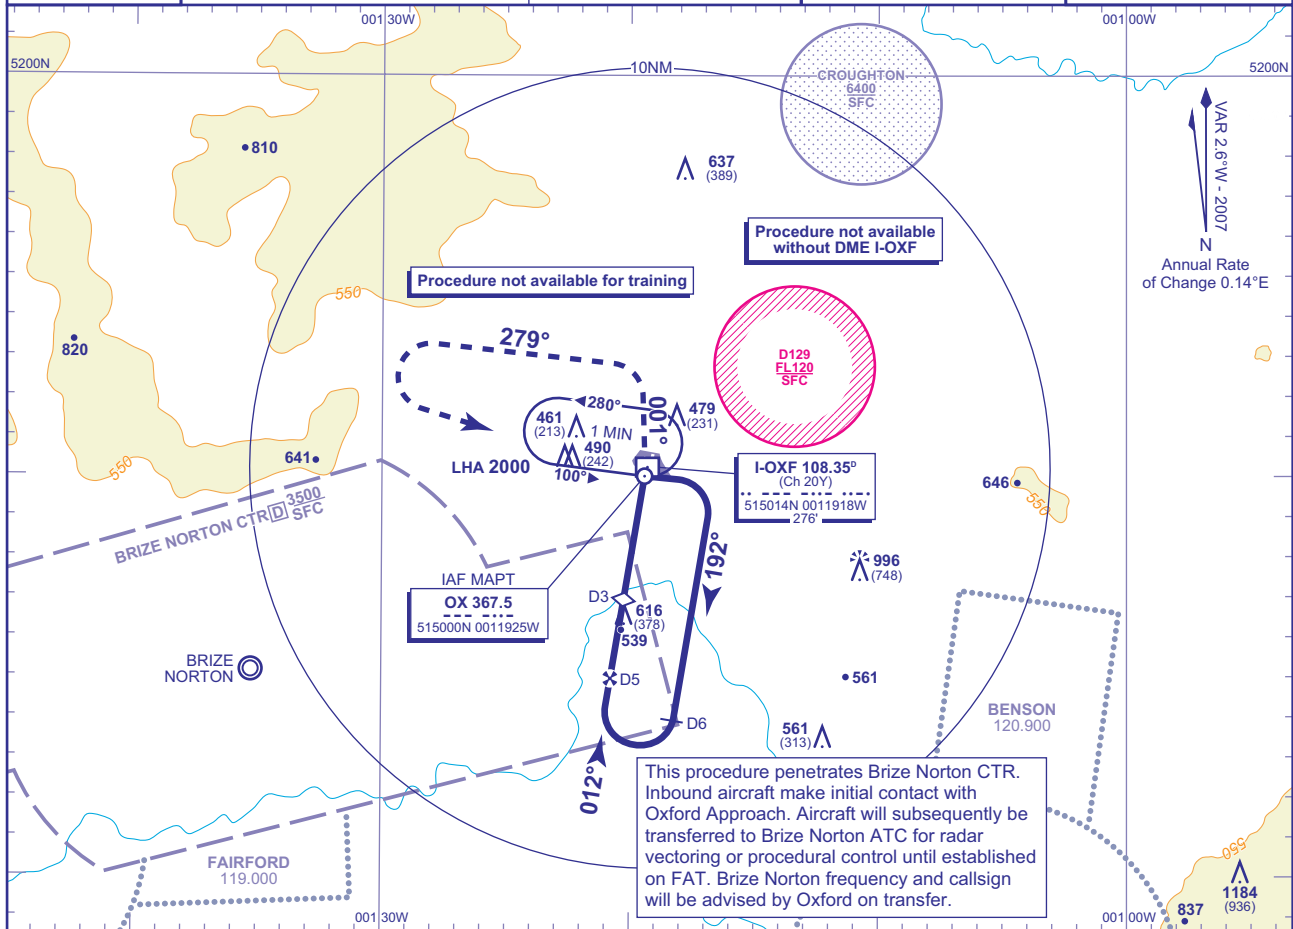 001°30'W
001°00'W
5200N
10NM
5200N
CROUGHTON
6400
SFC
VAR 2.6°W - 2007
N
Annual Rate
of Change 0.14°E
810
637
(389)
Procedure not available
without DME I-OXF
Procedure not available for training
550
820
279°
D129
FL120
SFC
280°
001°
479
(231)
461
(213)
1 MIN
490
(242)
LHA 2000
100°
641
550
I-OXF 108.35D
(Ch 20Y)
515014N 0011918W
276'
646
550
BRIZE NORTON CTR D 3500
SFC
192°
996
(748)
IAF MAPT
OX 367.5
515000N 0011925W
D3
616
(378)
539
BRIZE
NORTON
D5
561
D6
561
(313)
BENSON
120.900
012°
This procedure penetrates Brize Norton CTR.
Inbound aircraft make initial contact with
Oxford Approach. Aircraft will subsequently be
transferred to Brize Norton ATC for radar
vectoring or procedural control until established
on FAT. Brize Norton frequency and callsign
will be advised by Oxford on transfer.
FAIRFORD
119.000
550
1184
(936)
837
001°30'W
001°00'W